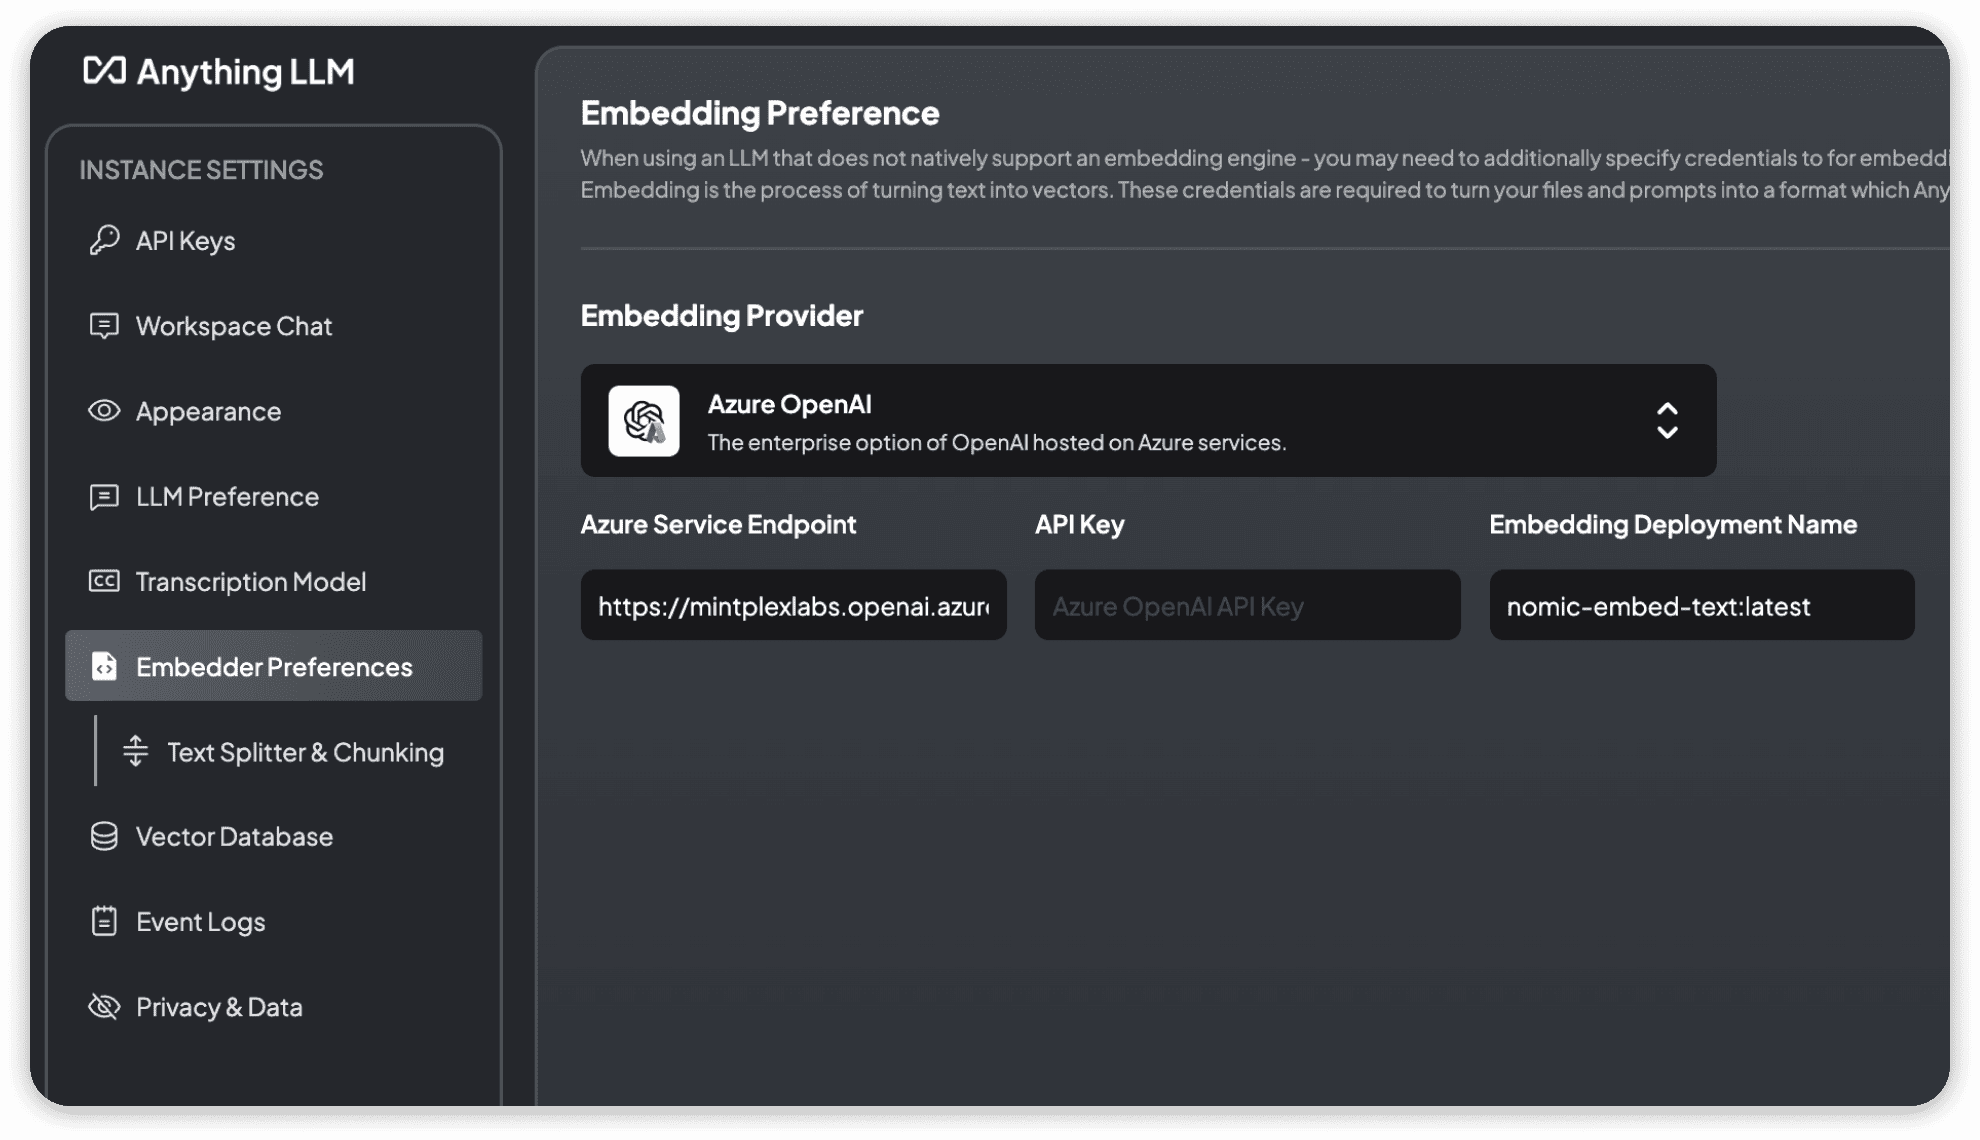 Anything LLM
INSTANCE SETTINGS
API Keys
Workspace Chat
Appearance
LLM Preference
CC Transcription Model
Embedder Preferences
Text Splitter & Chunking
Vector Database
Event Logs
Privacy & Data
Embedding Preference
When using an LLM that does not natively support an embedding engine - you may need to additionally specify credentials to for embeddi
Embedding is the process of turning text into vectors. These credentials are required to turn your files and prompts into a format which Any
Embedding Provider
Azure OpenAI
The enterprise option of OpenAI hosted on Azure services.
Azure Service Endpoint
API Key
Embedding Deployment Name
https://mintplexlabs.openai.azur
Azure OpenAI API Key
nomic-embed-text:latest